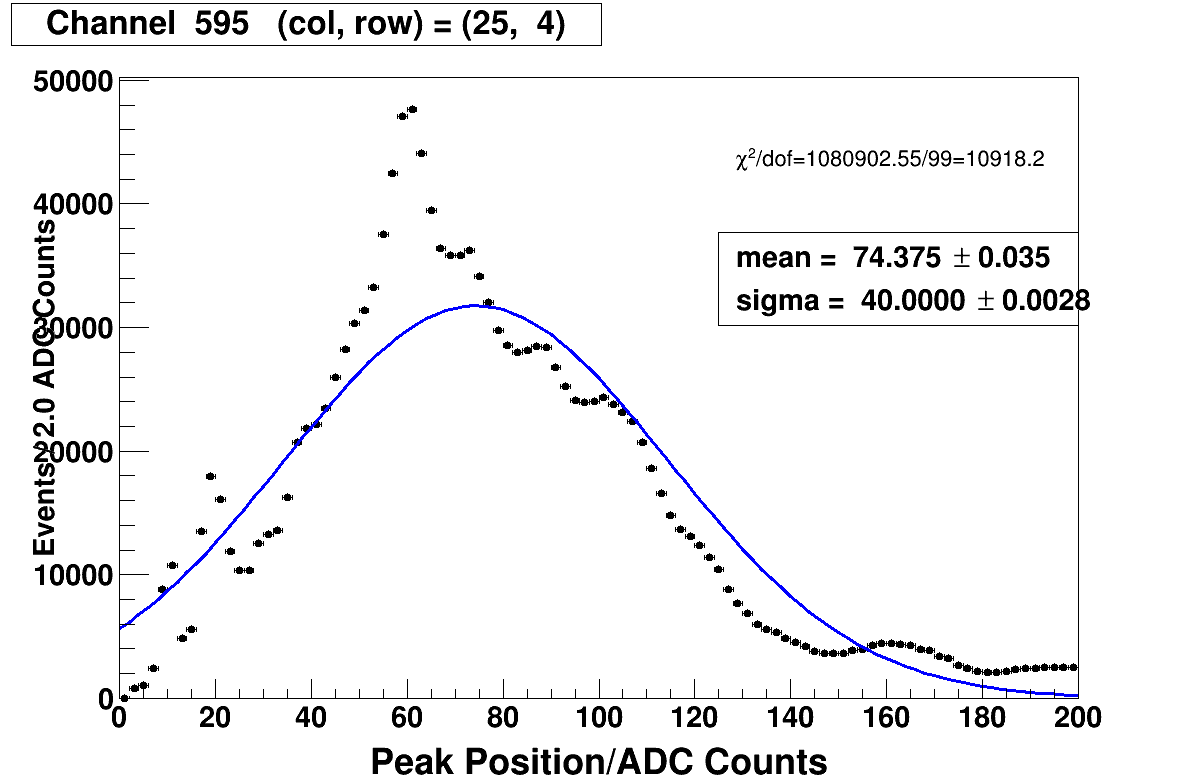 Channel 595 (col, row) = (25, 4)
50000
40000
30000
20000
10000
0
Events/2.0 ADC Counts
χ²/dof=1080902.55/99=10918.2
mean = 74.375 ± 0.035
sigma = 40.0000 ± 0.0028
0 20 40 60 80 100 120 140 160 180 200
Peak Position/ADC Counts